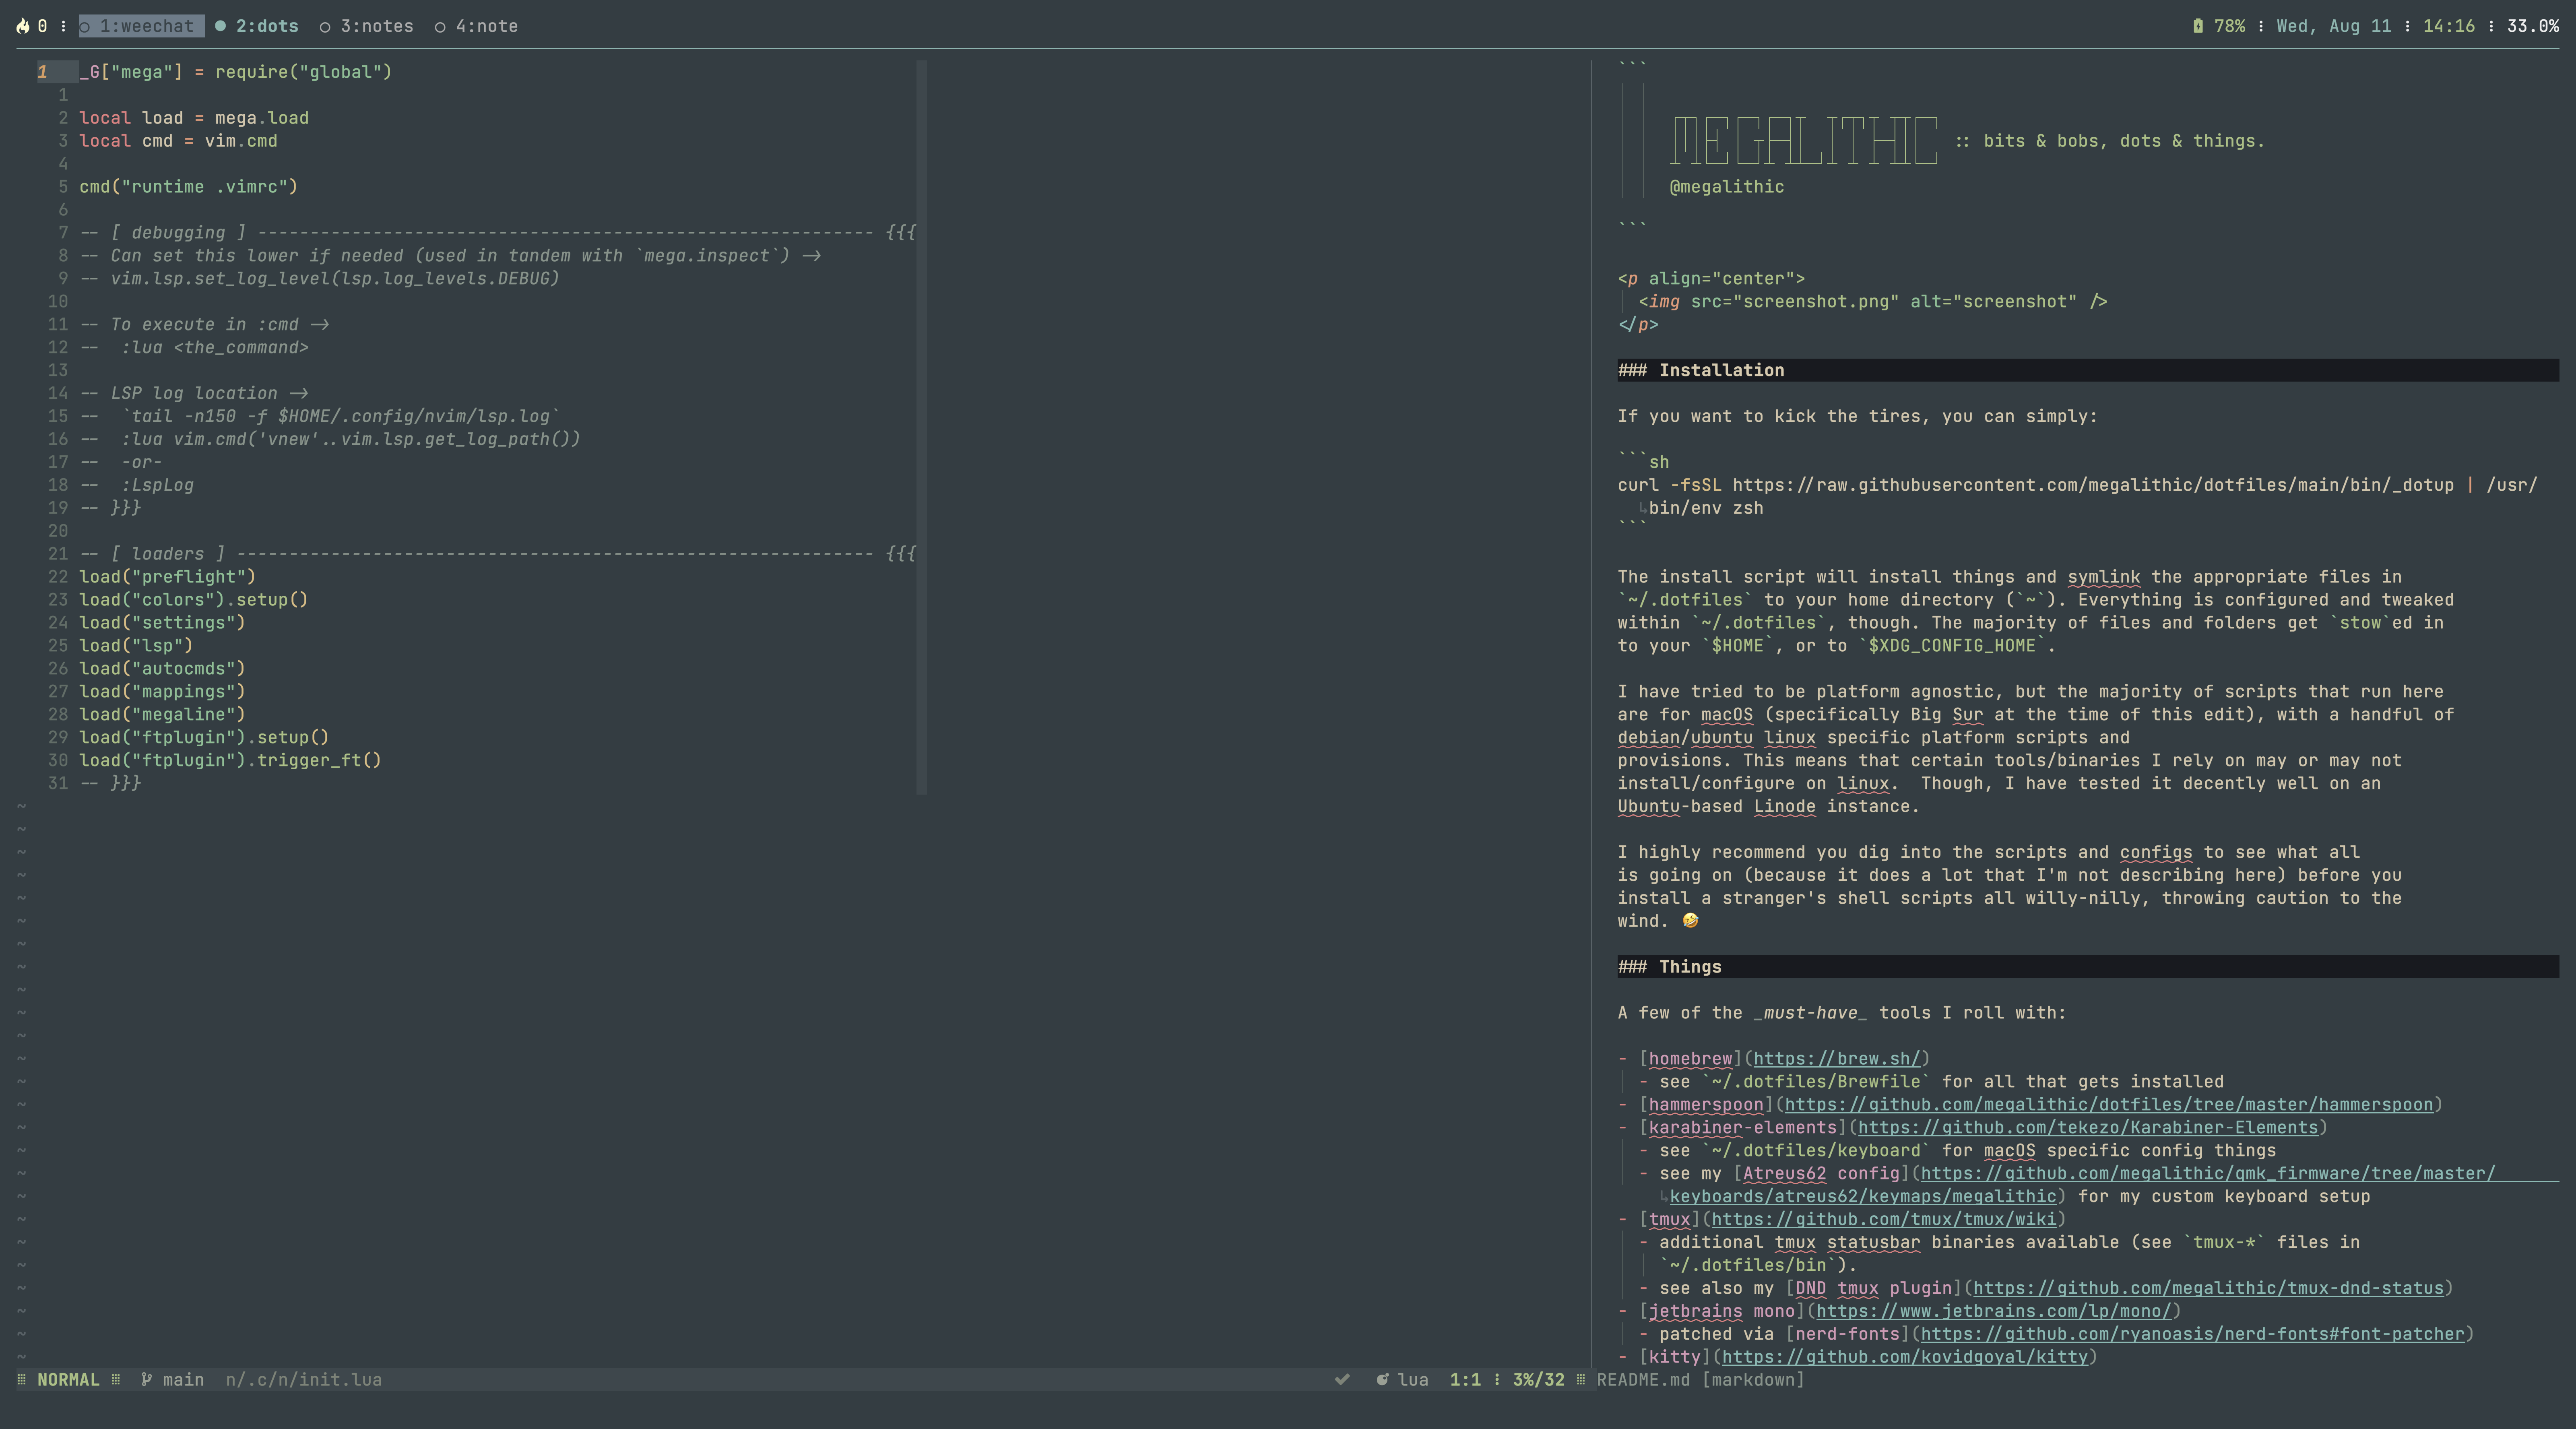 0 ⋮ ○ 1:weechat ● 2:dots ○ 3:notes ○ 4:note
78% ⋮ Wed, Aug 11 ⋮ 14:16 ⋮ 33.0%
1 _G["mega"] = require("global")
1
2 local load = mega.load
3 local cmd = vim.cmd
4
5 cmd("runtime .vimrc")
6
7 -- [ debugging ] ----------------------------------------------------------- {{{
8 -- Can set this lower if needed (used in tandem with `mega.inspect`) ->
9 -- vim.lsp.set_log_level(lsp.log_levels.DEBUG)
10
11 -- To execute in :cmd ->
12 --  :lua <the_command>
13
14 -- LSP log location ->
15 --  `tail -n150 -f $HOME/.config/nvim/lsp.log`
16 --  :lua vim.cmd('vnew'..vim.lsp.get_log_path())
17 --  -or-
18 --  :LspLog
19 -- }}}
20
21 -- [ loaders ] ------------------------------------------------------------- {{{
22 load("preflight")
23 load("colors").setup()
24 load("settings")
25 load("lsp")
26 load("autocmds")
27 load("mappings")
28 load("megaline")
29 load("ftplugin").setup()
30 load("ftplugin").trigger_ft()
31 -- }}}
NORMAL main n/.c/n/init.lua
lua 1:1 ⋮ 3%/32
```
MEGALITHIC :: bits & bobs, dots & things.
@megalithic
```
<p align="center">
<img src="screenshot.png" alt="screenshot" />
</p>
### Installation
If you want to kick the tires, you can simply:
```sh
curl -fsSL https://raw.githubusercontent.com/megalithic/dotfiles/main/bin/_dotup | /usr/
↳bin/env zsh
```
The install script will install things and symlink the appropriate files in
`~/.dotfiles` to your home directory (`~`). Everything is configured and tweaked
within `~/.dotfiles`, though. The majority of files and folders get `stow`ed in
to your `$HOME`, or to `$XDG_CONFIG_HOME`.
I have tried to be platform agnostic, but the majority of scripts that run here
are for macOS (specifically Big Sur at the time of this edit), with a handful of
debian/ubuntu linux specific platform scripts and
provisions. This means that certain tools/binaries I rely on may or may not
install/configure on linux.  Though, I have tested it decently well on an
Ubuntu-based Linode instance.
I highly recommend you dig into the scripts and configs to see what all
is going on (because it does a lot that I'm not describing here) before you
install a stranger's shell scripts all willy-nilly, throwing caution to the
wind. 🤣
### Things
A few of the _must-have_ tools I roll with:
- [homebrew](https://brew.sh/)
- see `~/.dotfiles/Brewfile` for all that gets installed
- [hammerspoon](https://github.com/megalithic/dotfiles/tree/master/hammerspoon)
- [karabiner-elements](https://github.com/tekezo/Karabiner-Elements)
- see `~/.dotfiles/keyboard` for macOS specific config things
- see my [Atreus62 config](https://github.com/megalithic/qmk_firmware/tree/master/
↳keyboards/atreus62/keymaps/megalithic) for my custom keyboard setup
- [tmux](https://github.com/tmux/tmux/wiki)
- additional tmux statusbar binaries available (see `tmux-*` files in
`~/.dotfiles/bin`).
- see also my [DND tmux plugin](https://github.com/megalithic/tmux-dnd-status)
- [jetbrains mono](https://www.jetbrains.com/lp/mono/)
- patched via [nerd-fonts](https://github.com/ryanoasis/nerd-fonts#font-patcher)
- [kitty](https://github.com/kovidgoyal/kitty)
README.md [markdown]